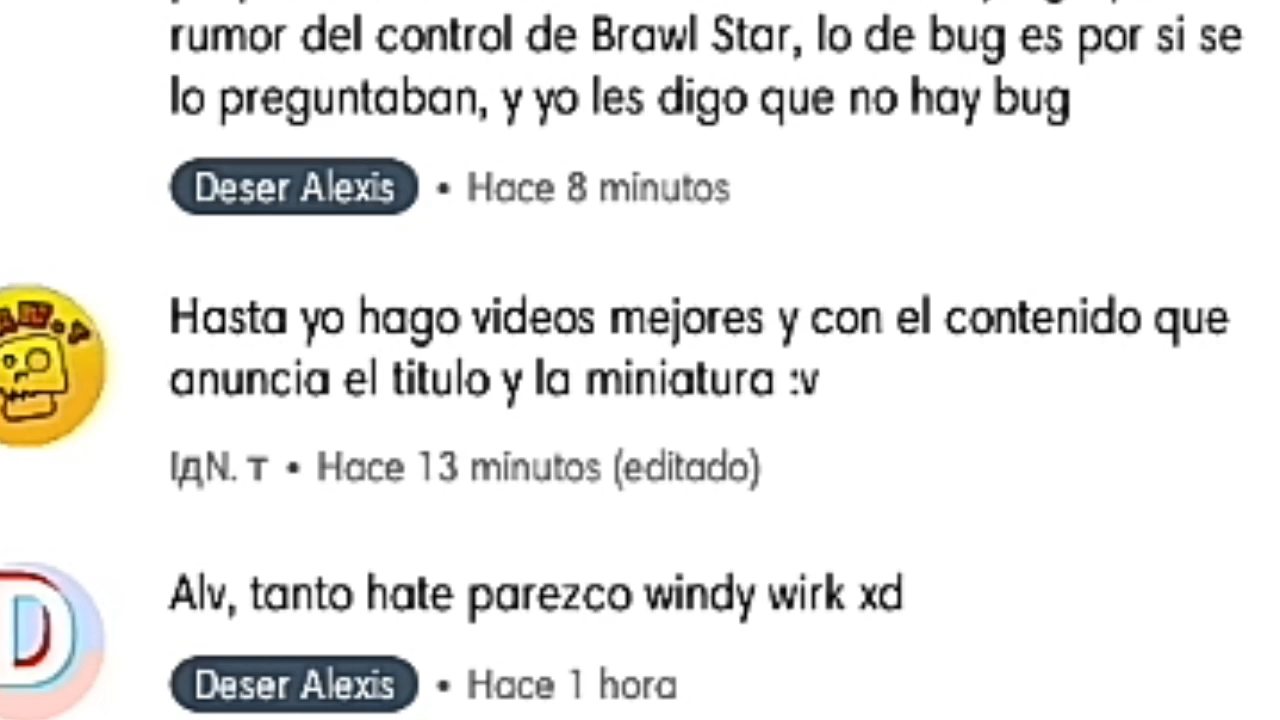 rumor del control de Brawl Star, lo de bug es por si se
lo preguntaban, y yo les digo que no hay bug
Deser Alexis • Hace 8 minutos
Hasta yo hago videos mejores y con el contenido que
anuncia el titulo y la miniatura :v
IдN. т • Hace 13 minutos (editado)
Alv, tanto hate parezco windy wirk xd
D
Deser Alexis • Hace 1 hora